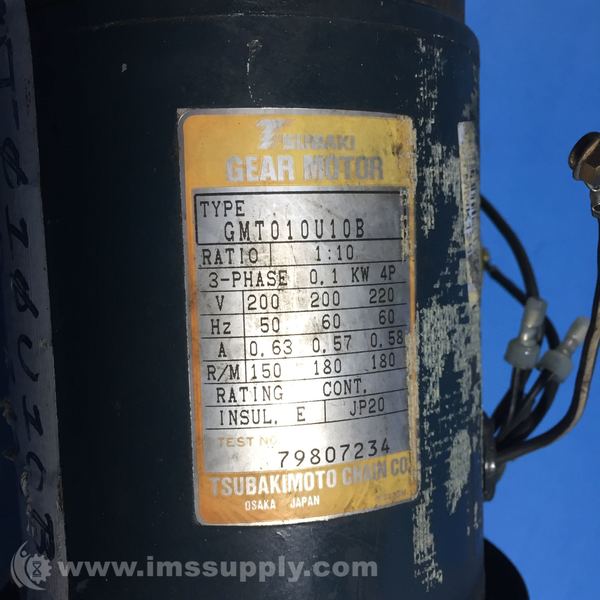 TSUBAKI
GEAR MOTOR
TYPE
GMT010U10B
RATIO 1:10
3-PHASE 0.1 KW 4P
V 200 200 220
Hz 50 60 60
A 0.63 0.57 0.58
R/M 150 180 180
RATING CONT.
INSUL. E JP20
TEST NO.
79807234
TSUBAKIMOTO CHAIN CO.
OSAKA JAPAN
© www.imssupply.com/